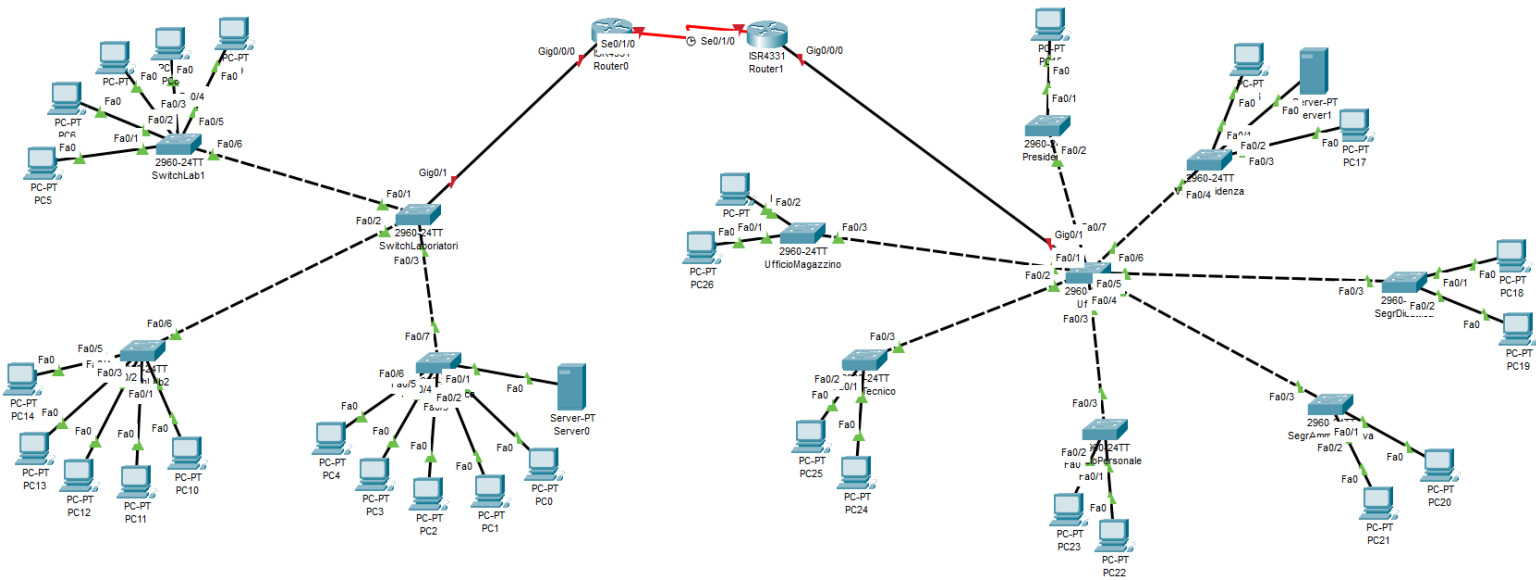 PC-PT
Fa0
Fa0
Fa0
PC-PT
Fa0
Fa0/3
Fa0/2
Fa0/5
Fa0
PC-PT
PC6
Fa0/1
Fa0/6
Fa0
PC-PT
PC5
2960-24TT
SwitchLab1
Gig0/0/0
Se0/1/0
Router0
Se0/1/0
Gig0/0/0
ISR4331
Router1
Gig0/1
Fa0/1
Fa0/2
2960-24TT
Fa0/3
Fa0/6
Fa0/5
Fa0
Fa0/3
Fa0/1
PC-PT
PC14
Fa0
PC-PT
PC13
Fa0
PC-PT
PC12
Fa0
PC-PT
PC11
Fa0
PC-PT
PC10
Fa0/7
Fa0/6
Fa0/1
Fa0/2
Fa0
Server-PT
Server0
Fa0
PC-PT
PC4
Fa0
PC-PT
PC3
Fa0
PC-PT
PC2
Fa0
PC-PT
PC1
Fa0
PC-PT
PC0
PC-PT
Fa0/2
Fa0
Fa0/1
Fa0/3
PC-PT
PC26
2960-24TT
UfficioMagazzino
PC-PT
Fa0
Fa0/1
Fa0/2
PC-PT
Fa0
Fa0
Fa0/2
Fa0/3
Fa0
PC-PT
PC17
2960-24TT
Fa0/4
Gig0/1
Fa0/1
Fa0/2
Fa0/6
Fa0/5
Fa0/4
Fa0/3
2960
Fa0/3
Fa0/1
Fa0/2
Fa0
PC-PT
PC18
Fa0
PC-PT
PC19
Fa0/3
Fa0/2
Fa0
PC-PT
PC25
Fa0
PC-PT
PC24
Fa0/3
Fa0/2
Fa0/1
PC-PT
PC23
Fa0
PC-PT
PC22
Fa0/3
Fa0/1
Fa0/2
Fa0
PC-PT
PC20
Fa0
PC-PT
PC21